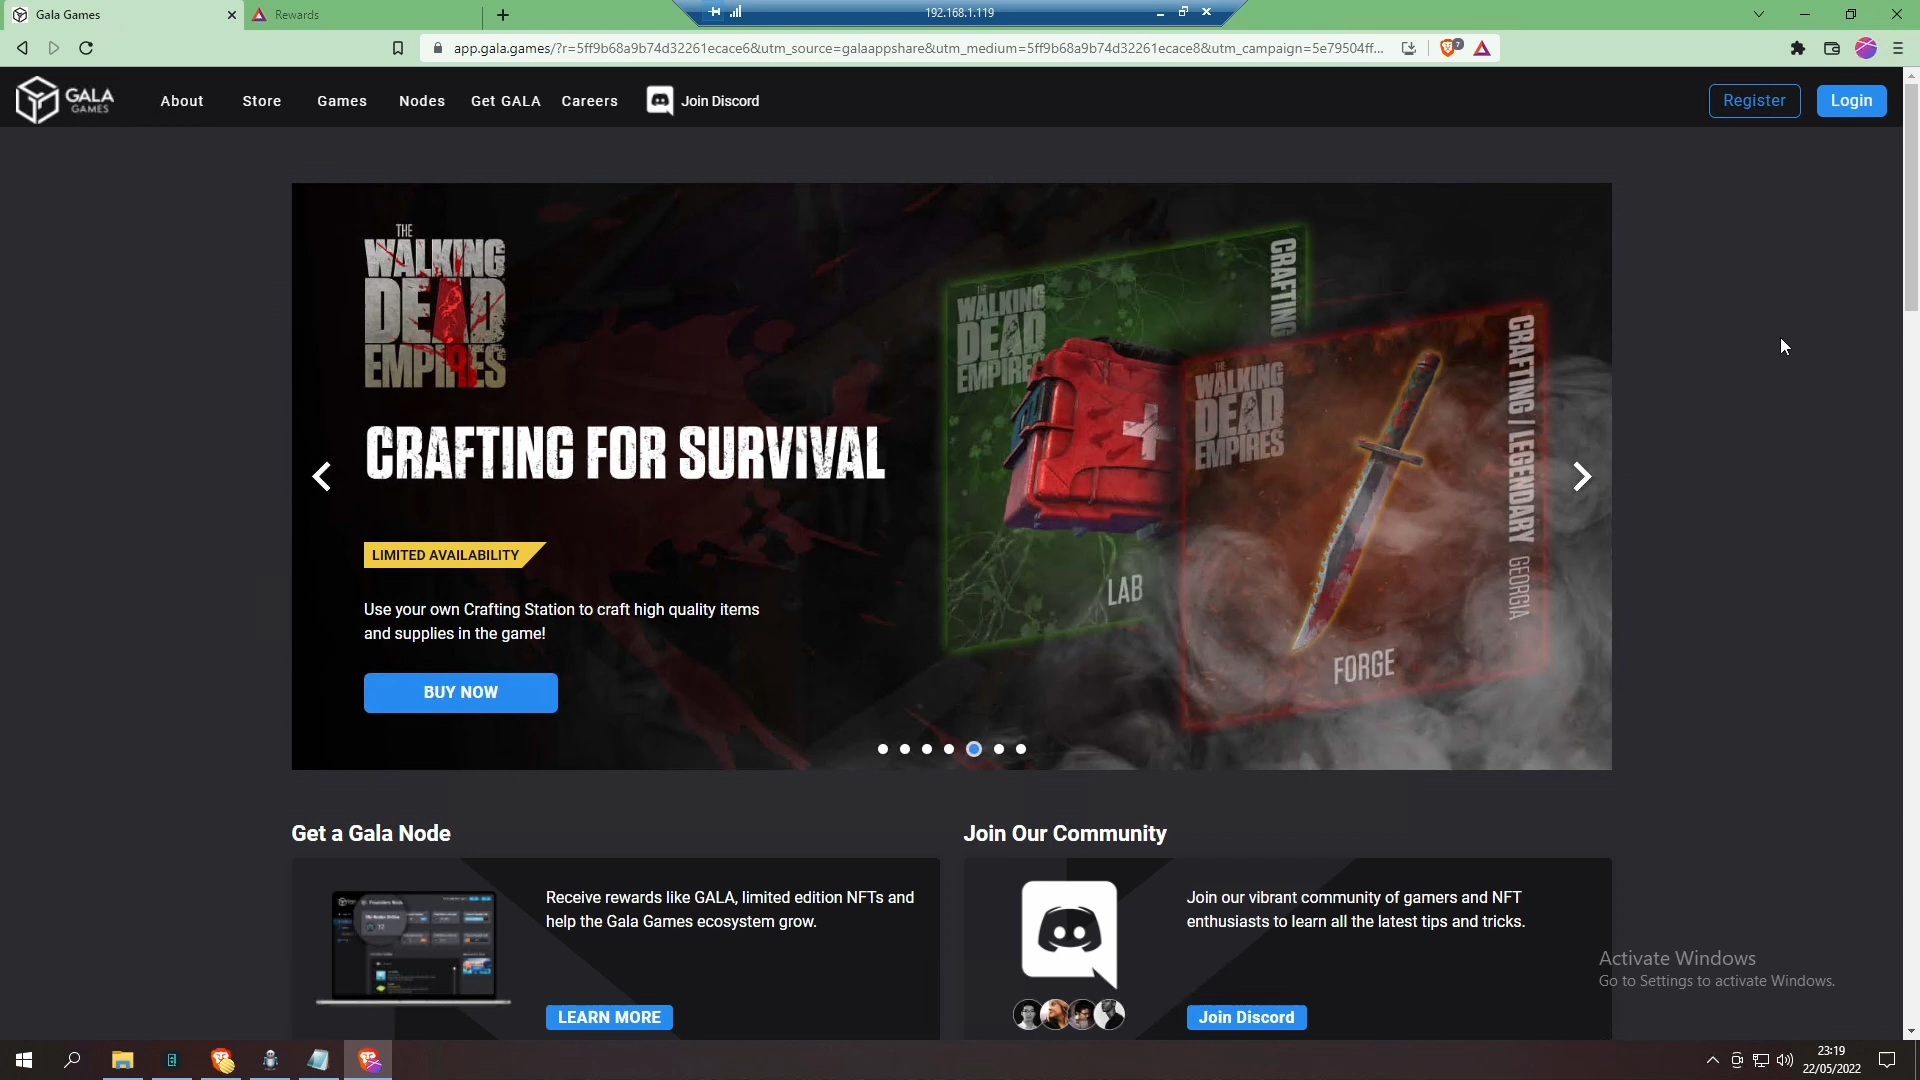 Gala Games
Rewards
192.168.1.119
app.gala.games/?r=5ff9b68a9b74d32261ecace6&utm_source=galaappshare&utm_medium=5ff9b68a9b74d32261ecace8&utm_campaign=5e79504ff...
7
GALA
GAMES
About
Store
Games
Nodes
Get GALA
Careers
Join Discord
Register
Login
THE
WALKING
DEAD
EMPIRES
CRAFTING FOR SURVIVAL
LIMITED AVAILABILITY
Use your own Crafting Station to craft high quality items
and supplies in the game!
BUY NOW
THE
WALKING
DEAD
EMPIRES
CRAFTING
LAB
THE
WALKING
DEAD
EMPIRES
CRAFTING / LEGENDARY
GEORGIA
FORGE
Get a Gala Node
Receive rewards like GALA, limited edition NFTs and
help the Gala Games ecosystem grow.
LEARN MORE
Join Our Community
Join our vibrant community of gamers and NFT
enthusiasts to learn all the latest tips and tricks.
Join Discord
Activate Windows
Go to Settings to activate Windows.
23:19
22/05/2022